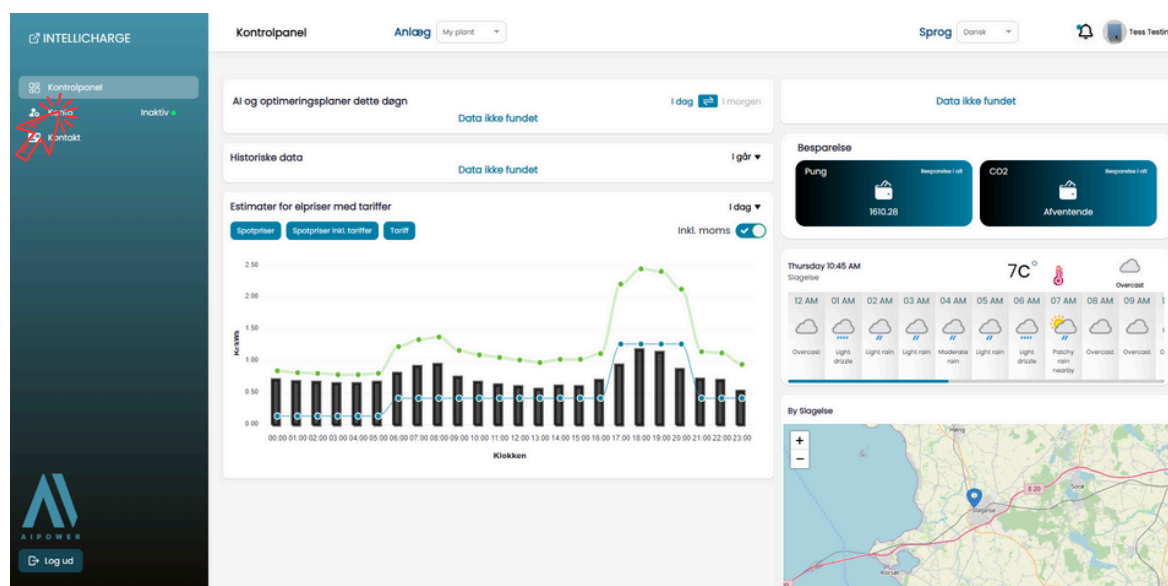 INTELLICHARGE
Kontrolpanel
Konto
Inaktiv
Kontakt
AIPOWER
Log ud
Kontrolpanel
Anlæg
My plant
Sprog
Dansk
Tess Testin
AI og optimeringsplaner dette døgn
I dag
I morgen
Data ikke fundet
Historiske data
I går ▼
Data ikke fundet
Estimater for elpriser med tariffer
I dag ▼
Spotpriser
Spotpriser inkl. tariffer
Tariff
Inkl. moms
2.50
2.00
1.50
1.00
0.50
0.00
Kr/kWh
00:00 01:00 02:00 03:00 04:00 05:00 06:00 07:00 08:00 09:00 10:00 11:00 12:00 13:00 14:00 15:00 16:00 17:00 18:00 19:00 20:00 21:00 22:00 23:00
Klokken
Data ikke fundet
Besparelse
Pung
Besparelse i alt
1610.28
CO2
Besparelse i alt
Afventende
Thursday 10:45 AM
Slagelse
7C°
Overcast
12 AM 01 AM 02 AM 03 AM 04 AM 05 AM 06 AM 07 AM 08 AM 09 AM 1
Overcast
Light drizzle
Light rain
Light rain
Moderate rain
Light rain
Light drizzle
Patchy rain nearby
Overcast
Overcast
By Slagelse
+
−
Høng
E 20
Sorø
Slagelse
Korsør